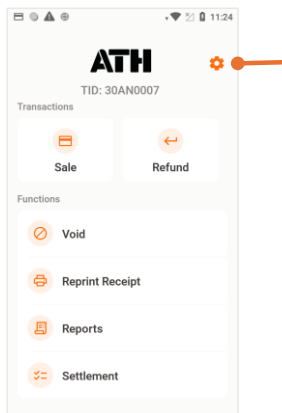 11:24
ATH
TID: 30AN0007
Transactions
Sale
Refund
Functions
Void
Reprint Receipt
Reports
Settlement